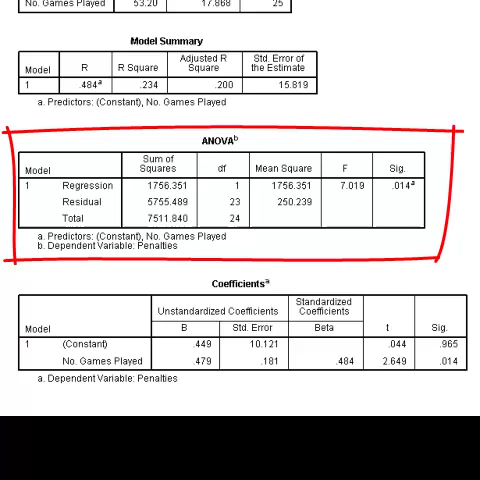 No. Games Played 53.20 17.868 25
Model Summary
Model R R Square Adjusted R Square Std. Error of the Estimate
1 .484a .234 .200 15.819
a. Predictors: (Constant), No. Games Played
ANOVAb
Model Sum of Squares df Mean Square F Sig.
1 Regression 1756.351 1 1756.351 7.019 .014a
Residual 5755.489 23 250.239
Total 7511.840 24
a. Predictors: (Constant), No. Games Played
b. Dependent Variable: Penalties
Coefficientsa
Unstandardized Coefficients Standardized Coefficients
Model B Std. Error Beta t Sig.
1 (Constant) .449 10.121 .044 .965
No. Games Played .479 .181 .484 2.649 .014
a. Dependent Variable: Penalties